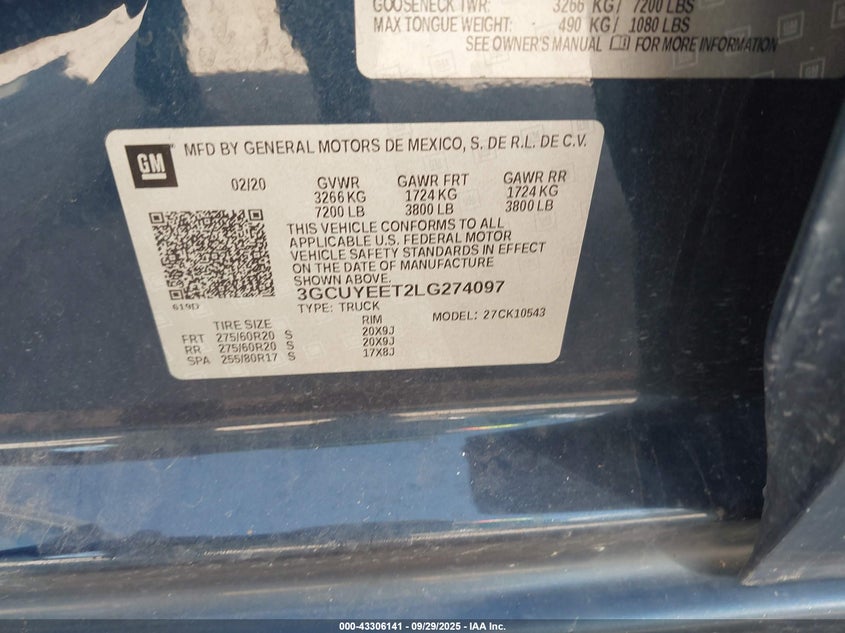 GOOSENECK TWR: 3266 KG/ 7200 LBS
MAX TONGUE WEIGHT: 490 KG/ 1080 LBS
SEE OWNER'S MANUAL FOR MORE INFORMATION
GM
MFD BY GENERAL MOTORS DE MEXICO, S. DE R.L. DE C.V.
02/20 GVWR GAWR FRT GAWR RR
3266 KG 1724 KG 1724 KG
7200 LB 3800 LB 3800 LB
THIS VEHICLE CONFORMS TO ALL
APPLICABLE U.S. FEDERAL MOTOR
VEHICLE SAFETY STANDARDS IN EFFECT
ON THE DATE OF MANUFACTURE
SHOWN ABOVE.
3GCUYEET2LG274097
TYPE: TRUCK MODEL: 27CK10543
TIRE SIZE RIM
FRT 275/60R20 S 20X9J
RR 275/60R20 S 20X9J
SPA 255/80R17 S 17X8J
000-43306141 - 09/29/2025 - IAA Inc.